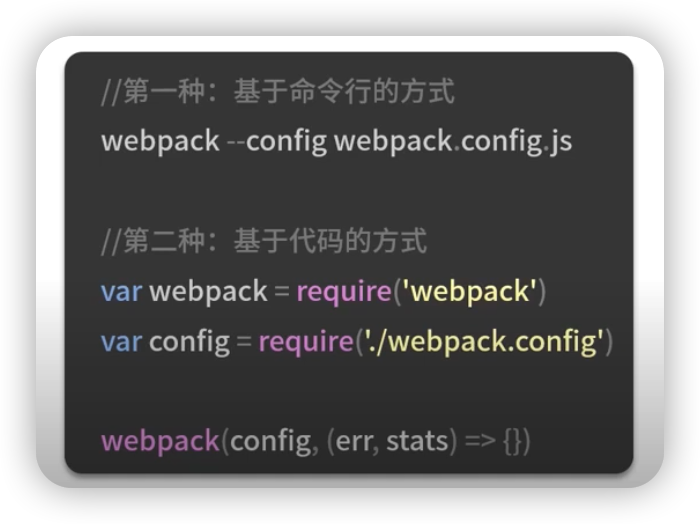 //第一种：基于命令行的方式
webpack --config webpack.config.js
//第二种：基于代码的方式
var webpack = require('webpack')
var config = require('./webpack.config')
webpack(config, (err, stats) => {})